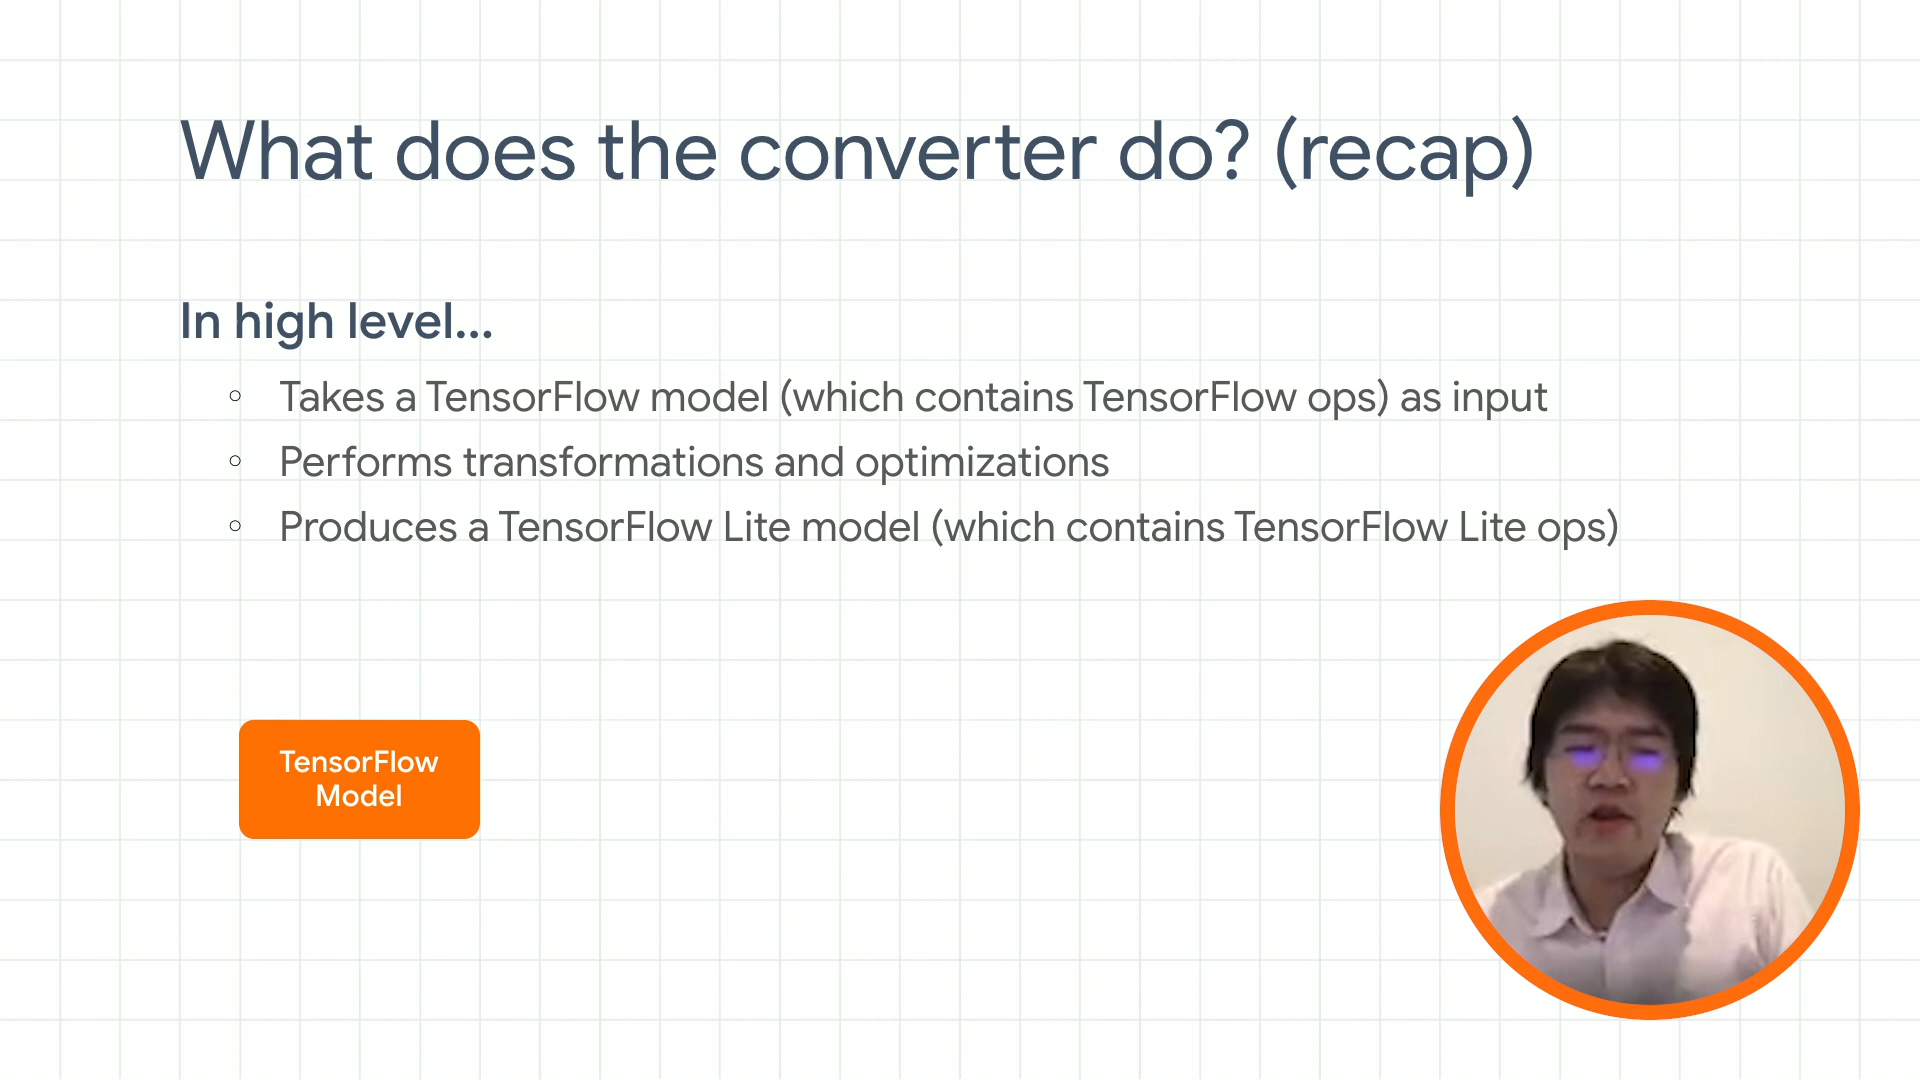 What does the converter do? (recap)
In high level...
Takes a TensorFlow model (which contains TensorFlow ops) as input
Performs transformations and optimizations
Produces a TensorFlow Lite model (which contains TensorFlow Lite ops)
TensorFlow
Model